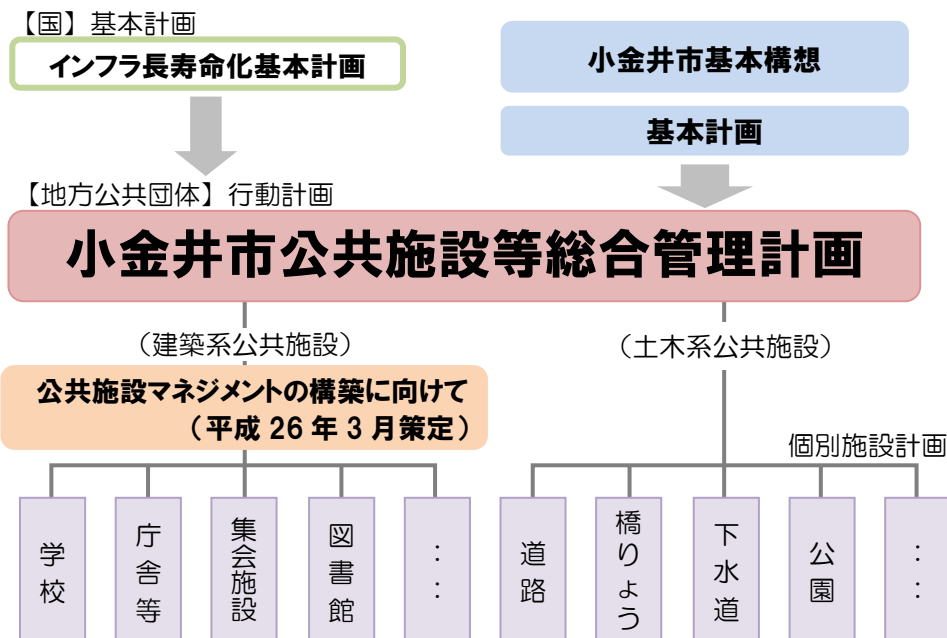 【国】基本計画
インフラ長寿命化基本計画
小金井市基本構想
基本計画
【地方公共団体】行動計画
小金井市公共施設等総合管理計画
（建築系公共施設）
（土木系公共施設）
公共施設マネジメントの構築に向けて
（平成 26 年 3 月策定）
個別施設計画
学校
庁舎等
集会施設
図書館
：：
道路
橋りょう
下水道
公園
：：